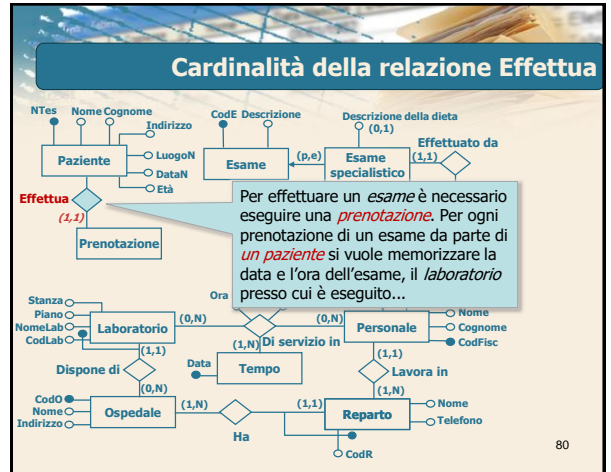 Cardinalità della relazione Effettua
NTes Nome Cognome
Indirizzo
CodE Descrizione
Descrizione della dieta
(0,1)
Effettuato da
Paziente
LuogoN
DataN
Età
Esame
(p,e)
Esame
specialistico
(1,1)
Effettua
(1,1)
Prenotazione
Per effettuare un esame è necessario
eseguire una prenotazione. Per ogni
prenotazione di un esame da parte di
un paziente si vuole memorizzare la
data e l'ora dell'esame, il laboratorio
presso cui è eseguito...
Stanza
Piano
NomeLab
CodLab
Laboratorio
(0,N)
Ora
(0,N)
Personale
Nome
Cognome
CodFisc
(1,1)
(1,N)
Di servizio in
(1,1)
Dispone di
Data
Tempo
Lavora in
(0,N)
(1,N)
CodO
Nome
Indirizzo
Ospedale
(1,N)
Ha
(1,1)
Reparto
Nome
Telefono
CodR
80